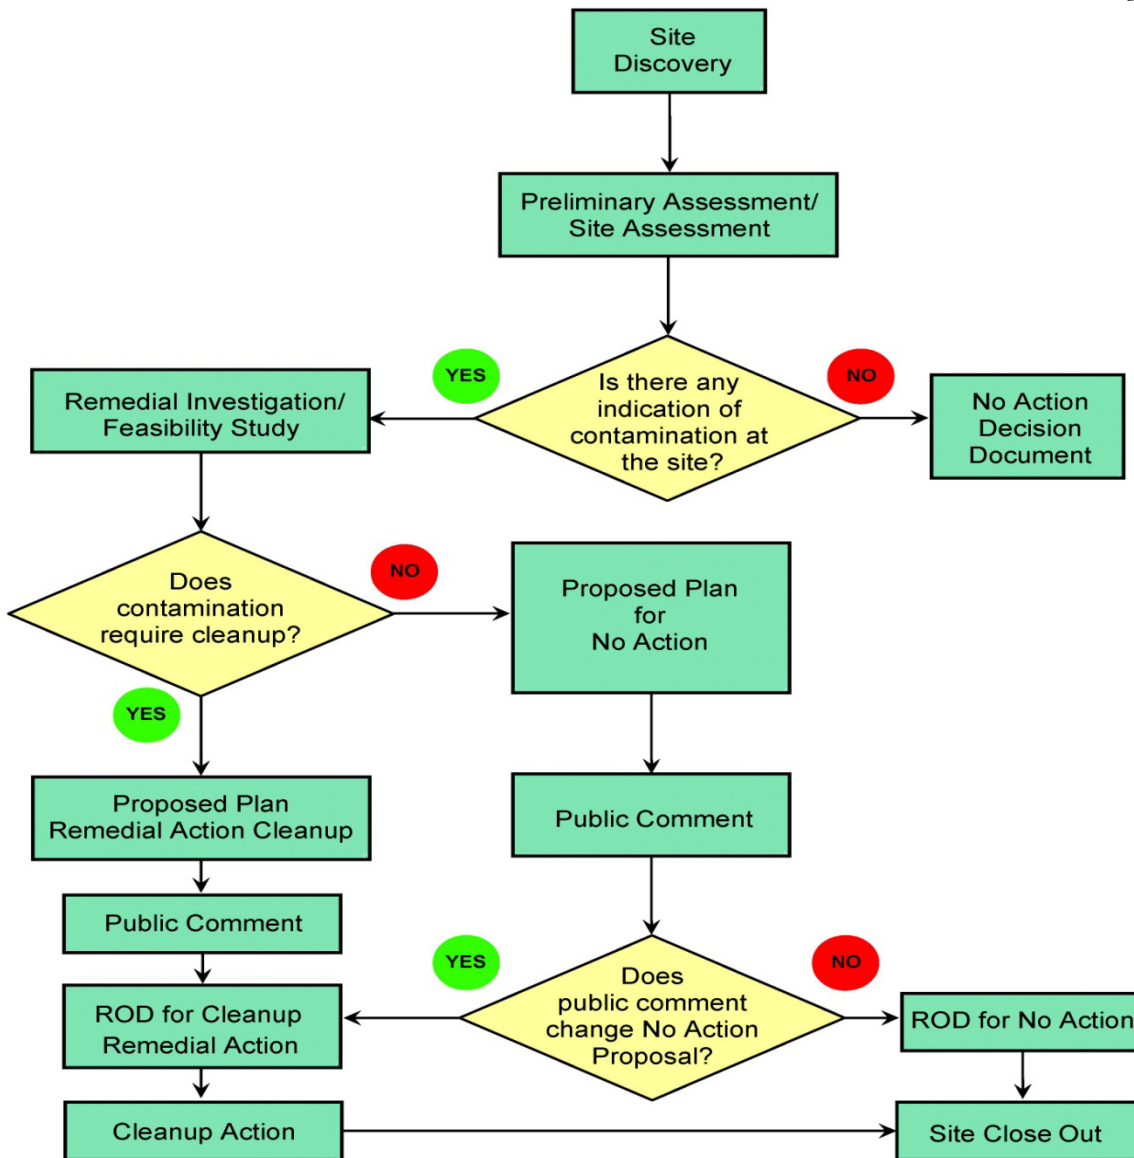 Site
Discovery
Preliminary Assessment/
Site Assessment
YES
Is there any
indication of
contamination at
the site?
NO
No Action
Decision
Document
Remedial Investigation/
Feasibility Study
Does
contamination
require cleanup?
NO
Proposed Plan
for
No Action
YES
Proposed Plan
Remedial Action Cleanup
Public Comment
Public Comment
YES
Does
public comment
change No Action
Proposal?
NO
ROD for Cleanup
Remedial Action
ROD for No Action
Cleanup Action
Site Close Out